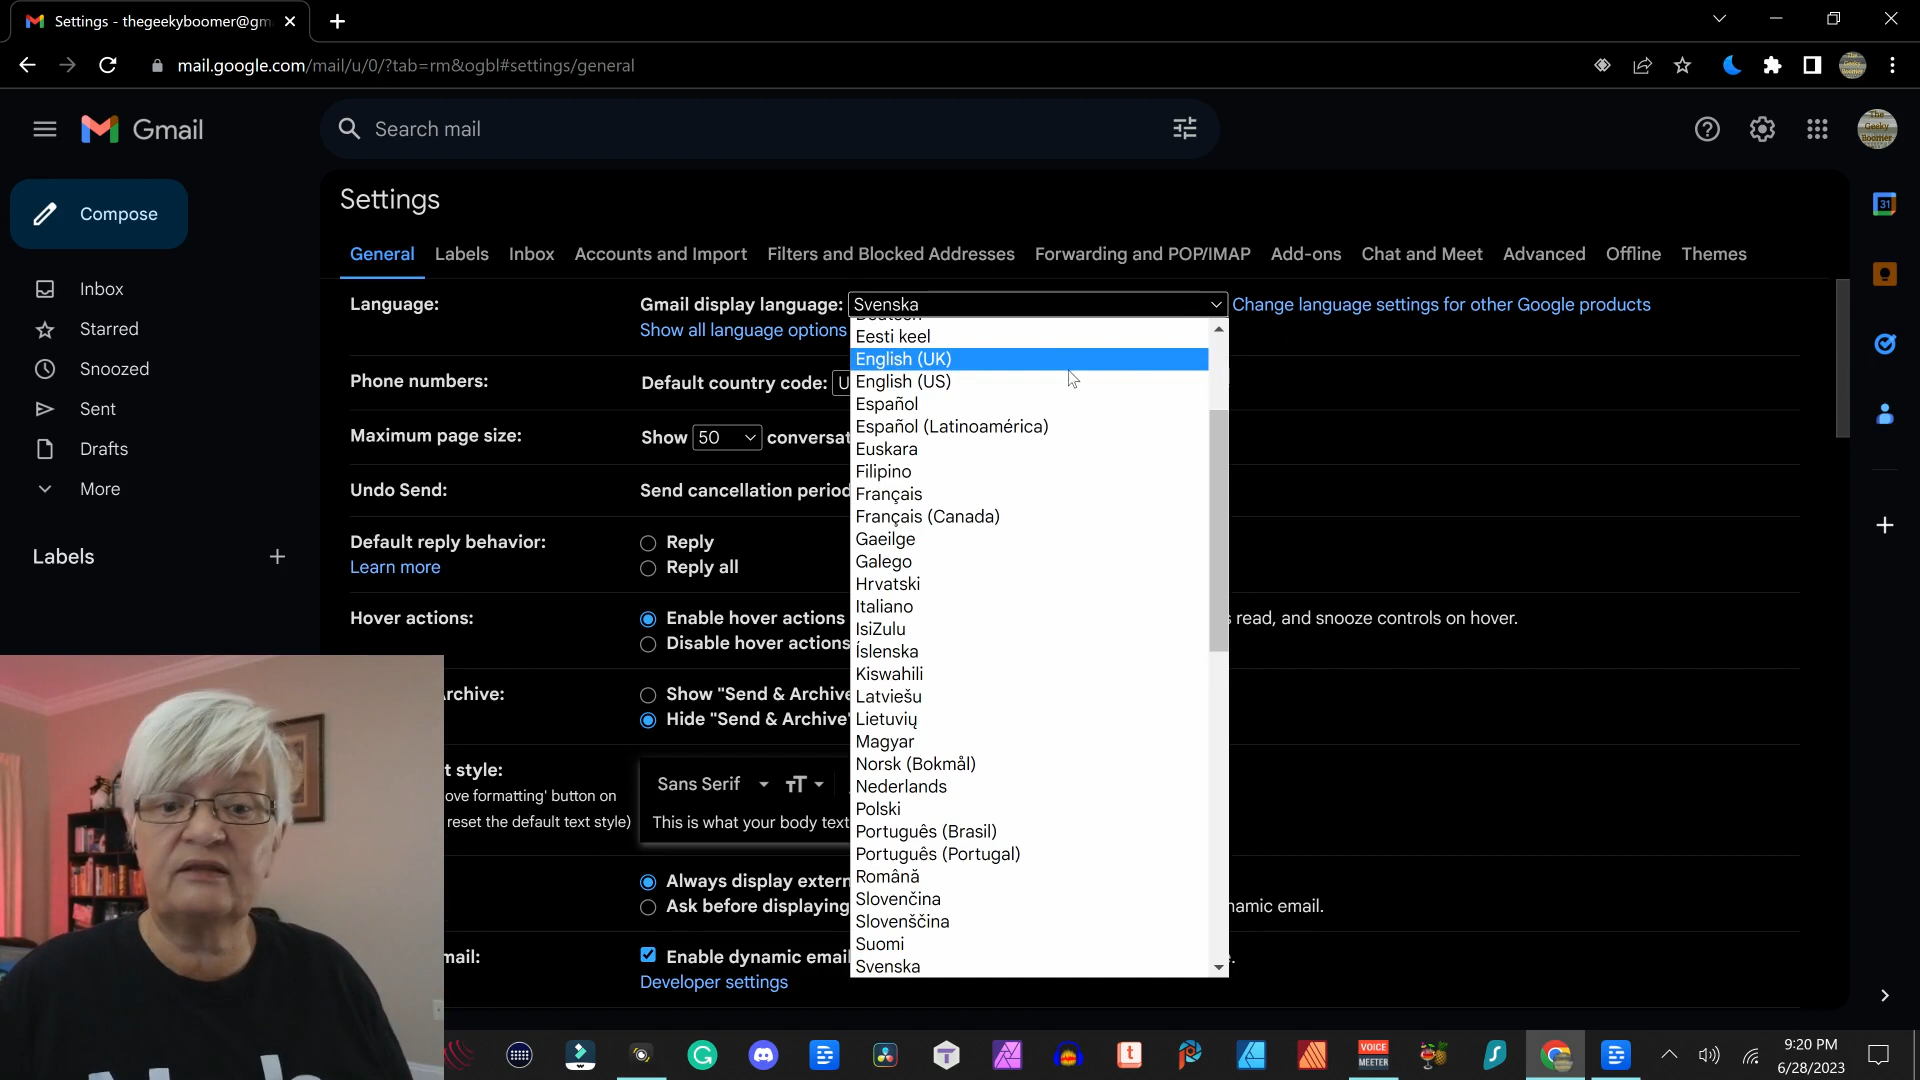 Settings - thegeekyboomer@gm
mail.google.com/mail/u/0/?tab=rm&ogbl#settings/general
Gmail
Search mail
The Geeky Boomer
Compose
Settings
General Labels Inbox Accounts and Import Filters and Blocked Addresses Forwarding and POP/IMAP Add-ons Chat and Meet Advanced Offline Themes
31
Inbox
Starred
Snoozed
Sent
Drafts
More
Labels
Language:
Gmail display language: Svenska Change language settings for other Google products
Show all language options
Eesti keel
English (UK)
English (US)
Español
Español (Latinoamérica)
Euskara
Filipino
Français
Français (Canada)
Gaeilge
Galego
Hrvatski
Italiano
IsiZulu
Íslenska
Kiswahili
Latviešu
Lietuvių
Magyar
Norsk (Bokmål)
Nederlands
Polski
Português (Brasil)
Português (Portugal)
Română
Slovenčina
Slovenščina
Suomi
Svenska
Phone numbers:
Default country code: U
Maximum page size:
Show 50 conversat
Undo Send:
Send cancellation period
Default reply behavior:
Learn more
Reply
Reply all
Hover actions:
Enable hover actions
read, and snooze controls on hover.
Disable hover actions
rchive:
Show "Send & Archive
Hide "Send & Archive"
t style:
ove formatting' button on
reset the default text style)
Sans Serif
This is what your body text
Always display extern
Ask before displaying
namic email.
mail:
Enable dynamic email
Developer settings
VOICE
MEETER
9:20 PM
6/28/2023